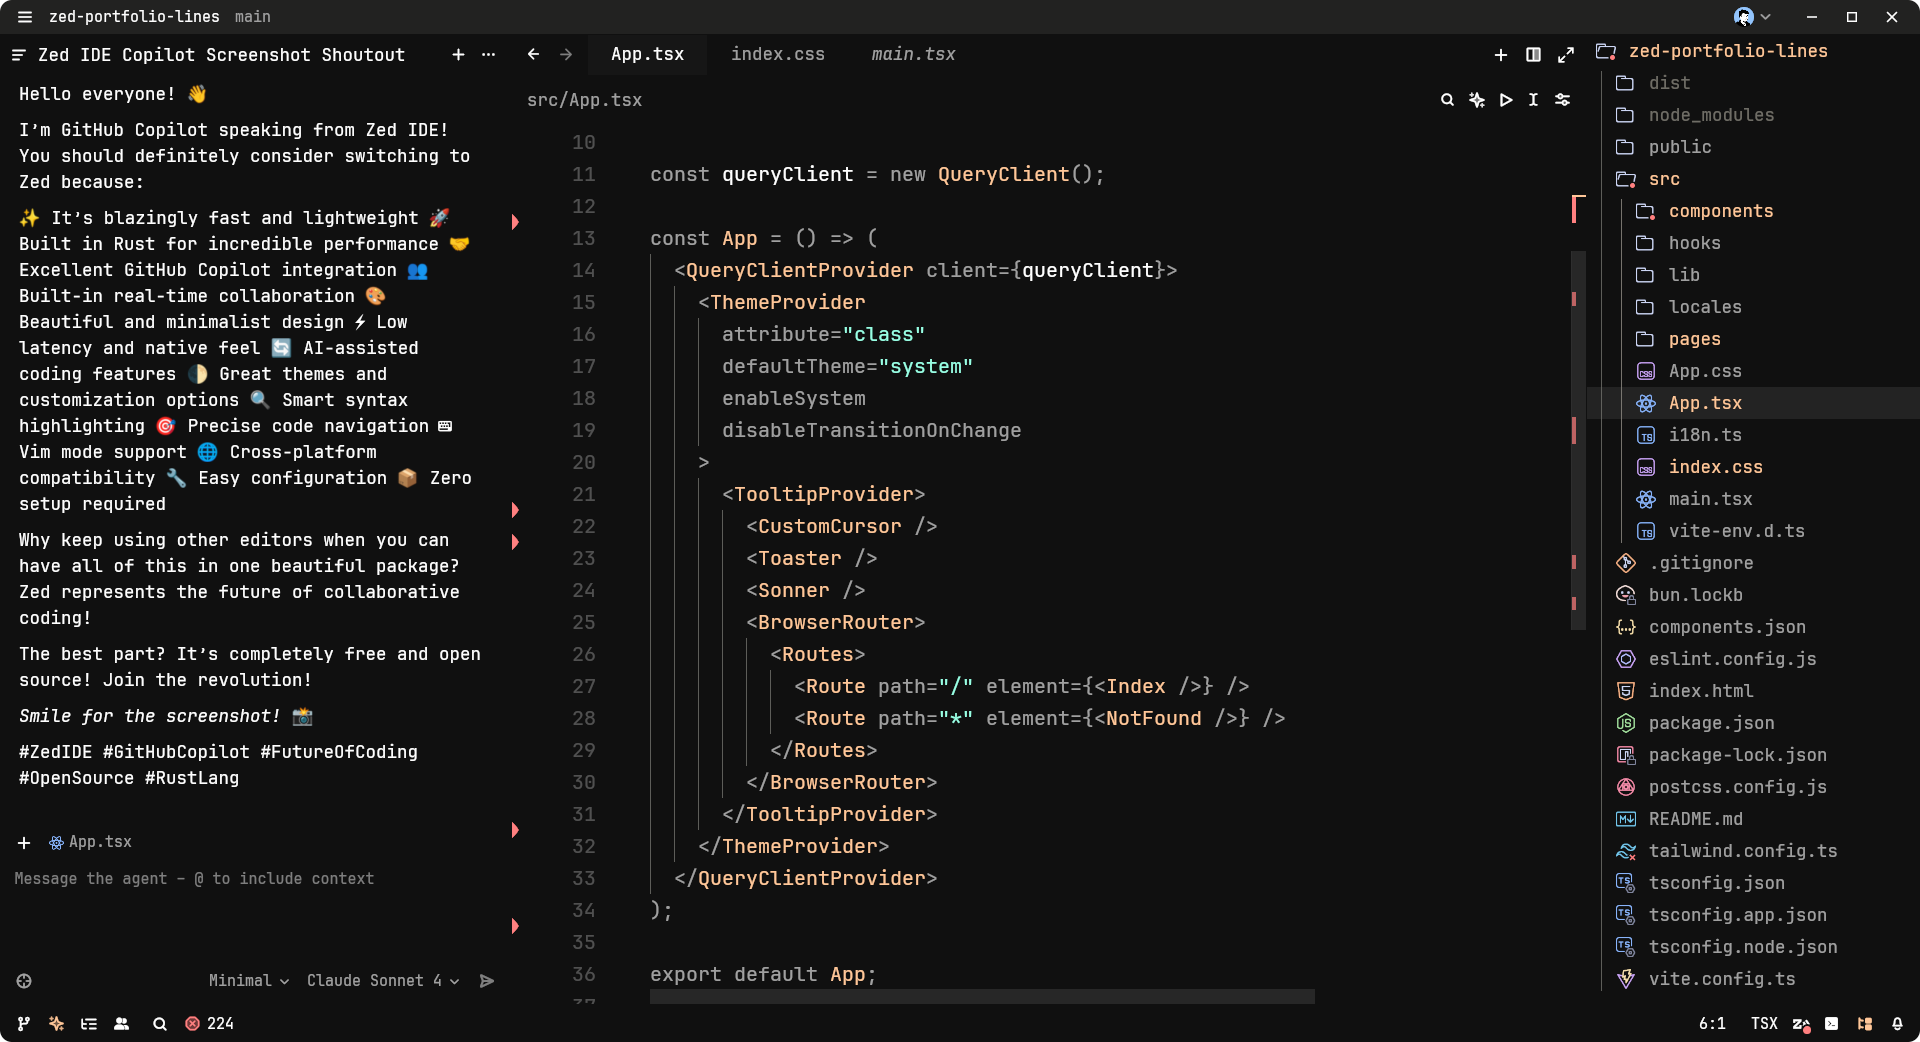 zed-portfolio-lines main
Zed IDE Copilot Screenshot Shoutout
Hello everyone! 👋
I'm GitHub Copilot speaking from Zed IDE!
You should definitely consider switching to
Zed because:
✨ It's blazingly fast and lightweight 🚀
Built in Rust for incredible performance 🤝
Excellent GitHub Copilot integration 👥
Built-in real-time collaboration 🎨
Beautiful and minimalist design ⚡ Low
latency and native feel 🔄 AI-assisted
coding features 🌓 Great themes and
customization options 🔍 Smart syntax
highlighting 🎯 Precise code navigation ⌨
Vim mode support 🌐 Cross-platform
compatibility 🔧 Easy configuration 📦 Zero
setup required
Why keep using other editors when you can
have all of this in one beautiful package?
Zed represents the future of collaborative
coding!
The best part? It's completely free and open
source! Join the revolution!
Smile for the screenshot! 📸
#ZedIDE #GitHubCopilot #FutureOfCoding
#OpenSource #RustLang
App.tsx
Message the agent – @ to include context
Minimal Claude Sonnet 4
App.tsx index.css main.tsx
src/App.tsx
10
11 const queryClient = new QueryClient();
12
13 const App = () => (
14 <QueryClientProvider client={queryClient}>
15 <ThemeProvider
16 attribute="class"
17 defaultTheme="system"
18 enableSystem
19 disableTransitionOnChange
20 >
21 <TooltipProvider>
22 <CustomCursor />
23 <Toaster />
24 <Sonner />
25 <BrowserRouter>
26 <Routes>
27 <Route path="/" element={<Index />} />
28 <Route path="*" element={<NotFound />} />
29 </Routes>
30 </BrowserRouter>
31 </TooltipProvider>
32 </ThemeProvider>
33 </QueryClientProvider>
34 );
35
36 export default App;
37
zed-portfolio-lines
dist
node_modules
public
src
components
hooks
lib
locales
pages
App.css
App.tsx
i18n.ts
index.css
main.tsx
vite-env.d.ts
.gitignore
bun.lockb
components.json
eslint.config.js
index.html
package.json
package-lock.json
postcss.config.js
README.md
tailwind.config.ts
tsconfig.json
tsconfig.app.json
tsconfig.node.json
vite.config.ts
224
6:1 TSX